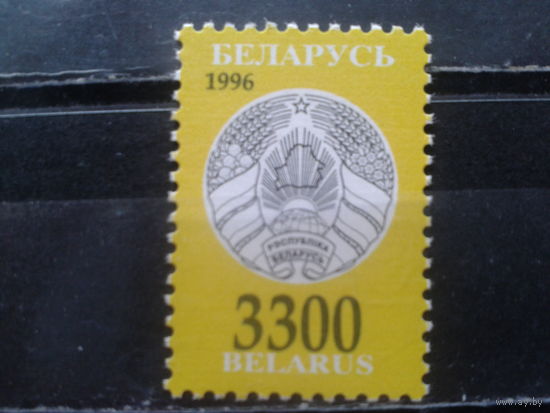 БЕЛАРУСЬ
1996
РЭСПУБЛІКА
БЕЛАРУСЬ
3300
BELARUS
ay.by